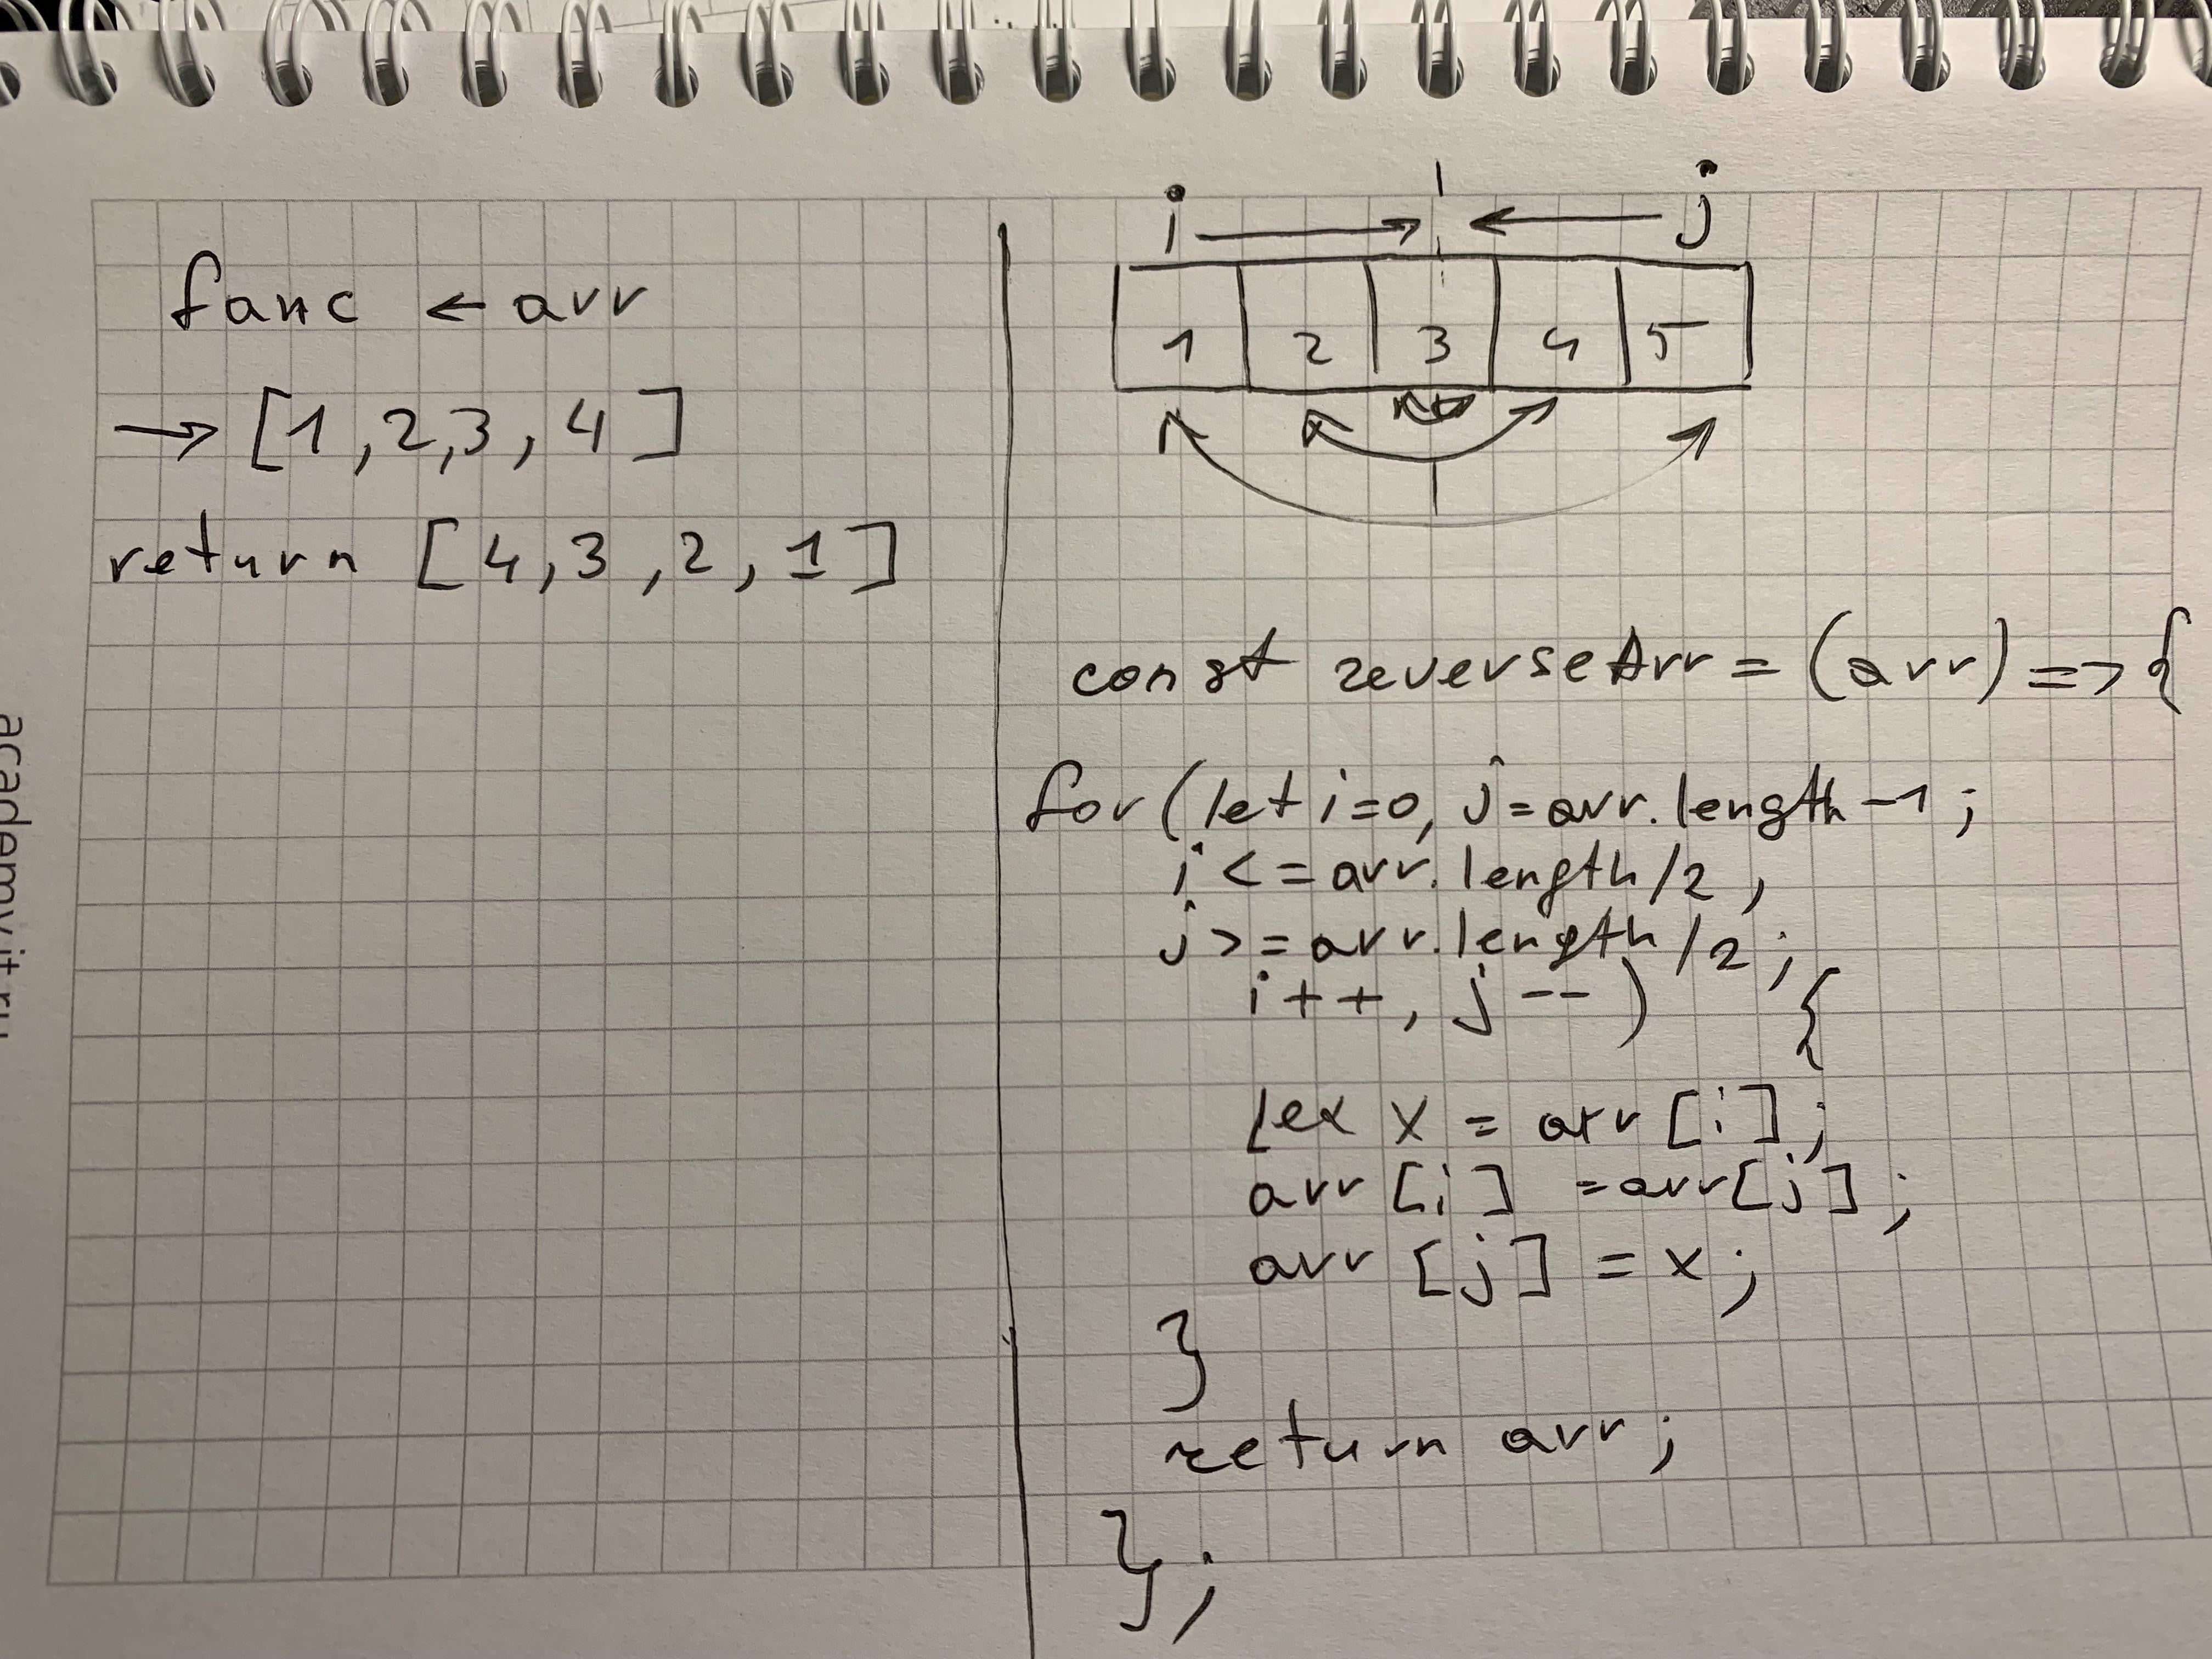 fanc ← arr
→ [1,2,3,4]
return [4,3,2,1]
i → ← j
1 2 3 4 5
const reverseArr = (arr) => {
for (let i=0, j=arr.length-1;
i <= arr.length/2,
j >= arr.length/2;
i++, j--) {
let x = arr[i];
arr[i] = arr[j];
arr[j] = x;
}
return arr;
};
academyit.ru